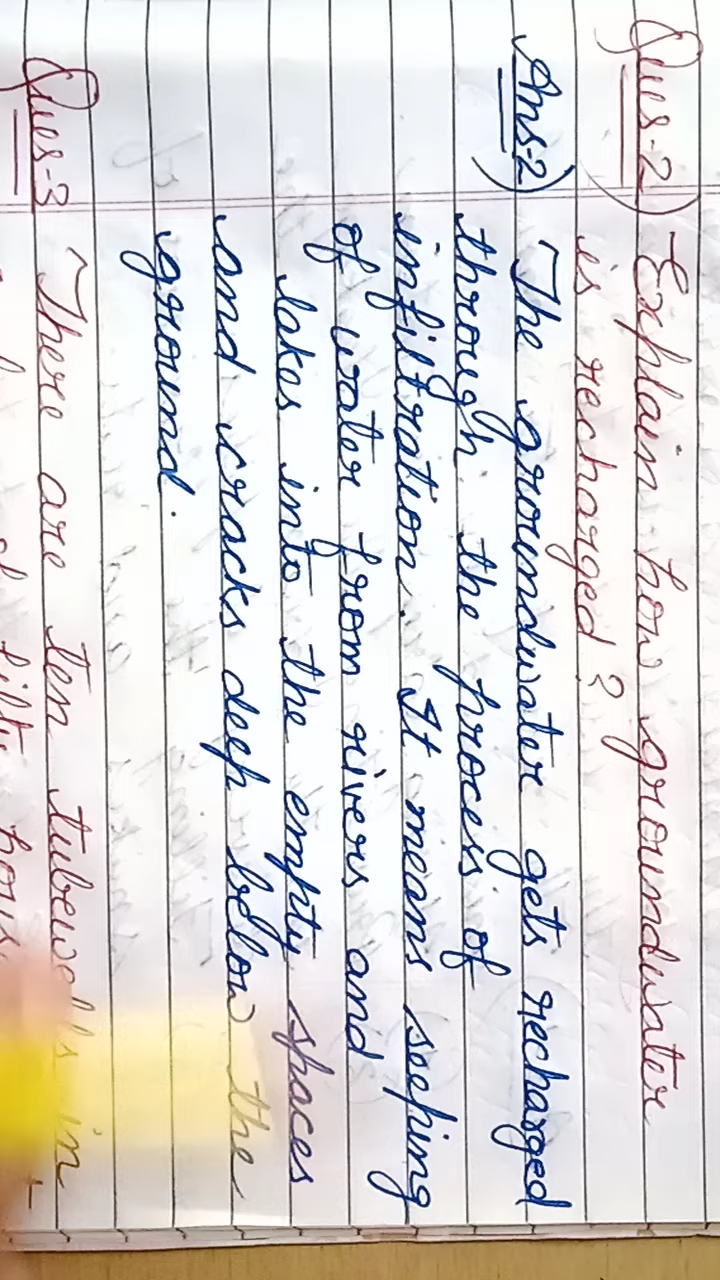 Ques-2) Explain how groundwater
is recharged?
Ans-2) The groundwater gets recharged
through the process of
infiltration. It means seeping
of water from rivers and
lakes into the empty spaces
and cracks deep below the
ground.
Ques-3 There are ten tubewells in